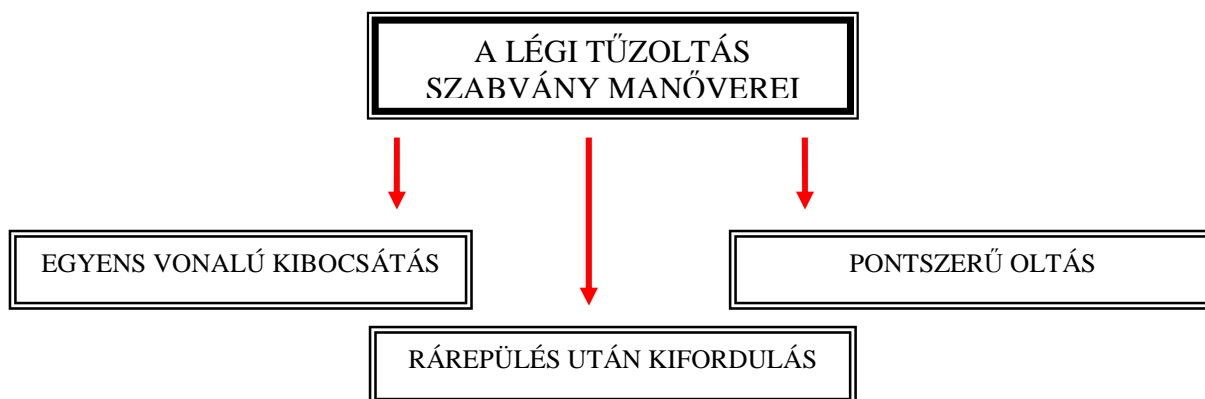 A LÉGI TŰZOLTÁS
SZABVÁNY MANŐVEREI
EGYENS VONALÚ KIBOCSÁTÁS
PONTSZERŰ OLTÁS
RÁREPÜLÉS UTÁN KIFORDULÁS